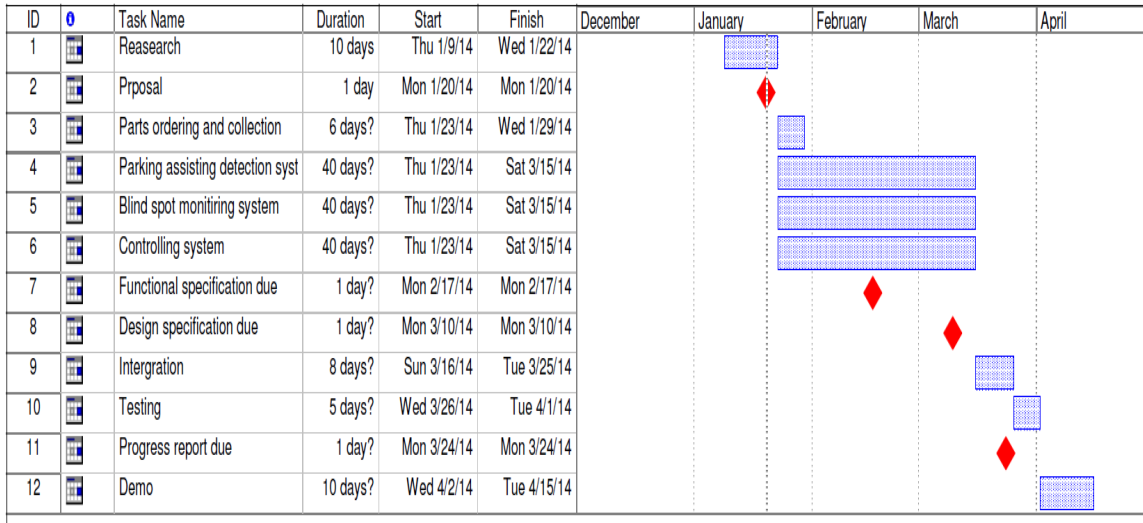 ID Task Name Duration Start Finish December January February March April
1 Reasearch 10 days Thu 1/9/14 Wed 1/22/14
2 Prposal 1 day Mon 1/20/14 Mon 1/20/14
3 Parts ordering and collection 6 days? Thu 1/23/14 Wed 1/29/14
4 Parking assisting detection syst 40 days? Thu 1/23/14 Sat 3/15/14
5 Blind spot monitiring system 40 days? Thu 1/23/14 Sat 3/15/14
6 Controlling system 40 days? Thu 1/23/14 Sat 3/15/14
7 Functional specification due 1 day? Mon 2/17/14 Mon 2/17/14
8 Design specification due 1 day? Mon 3/10/14 Mon 3/10/14
9 Intergration 8 days? Sun 3/16/14 Tue 3/25/14
10 Testing 5 days? Wed 3/26/14 Tue 4/1/14
11 Progress report due 1 day? Mon 3/24/14 Mon 3/24/14
12 Demo 10 days? Wed 4/2/14 Tue 4/15/14